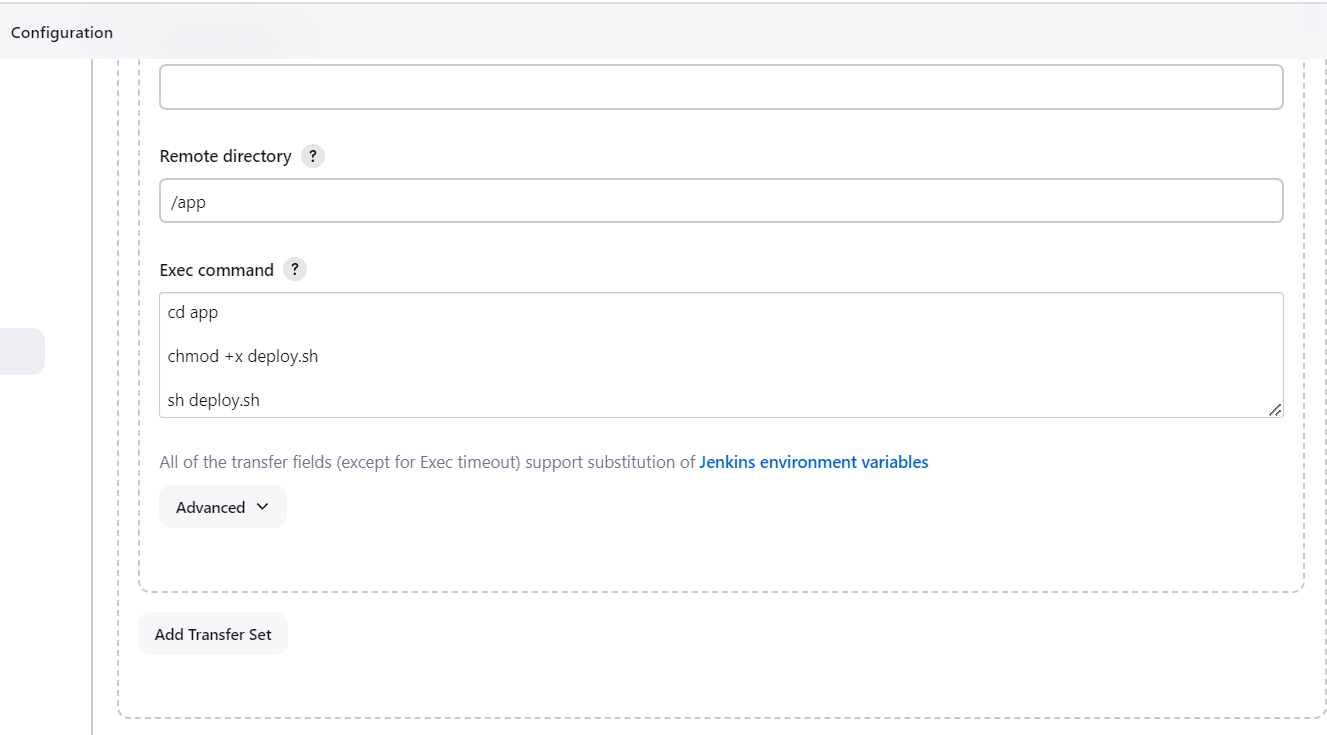 Configuration
Remote directory ?
/app
Exec command ?
cd app
chmod +x deploy.sh
sh deploy.sh
All of the transfer fields (except for Exec timeout) support substitution of Jenkins environment variables
Advanced
Add Transfer Set